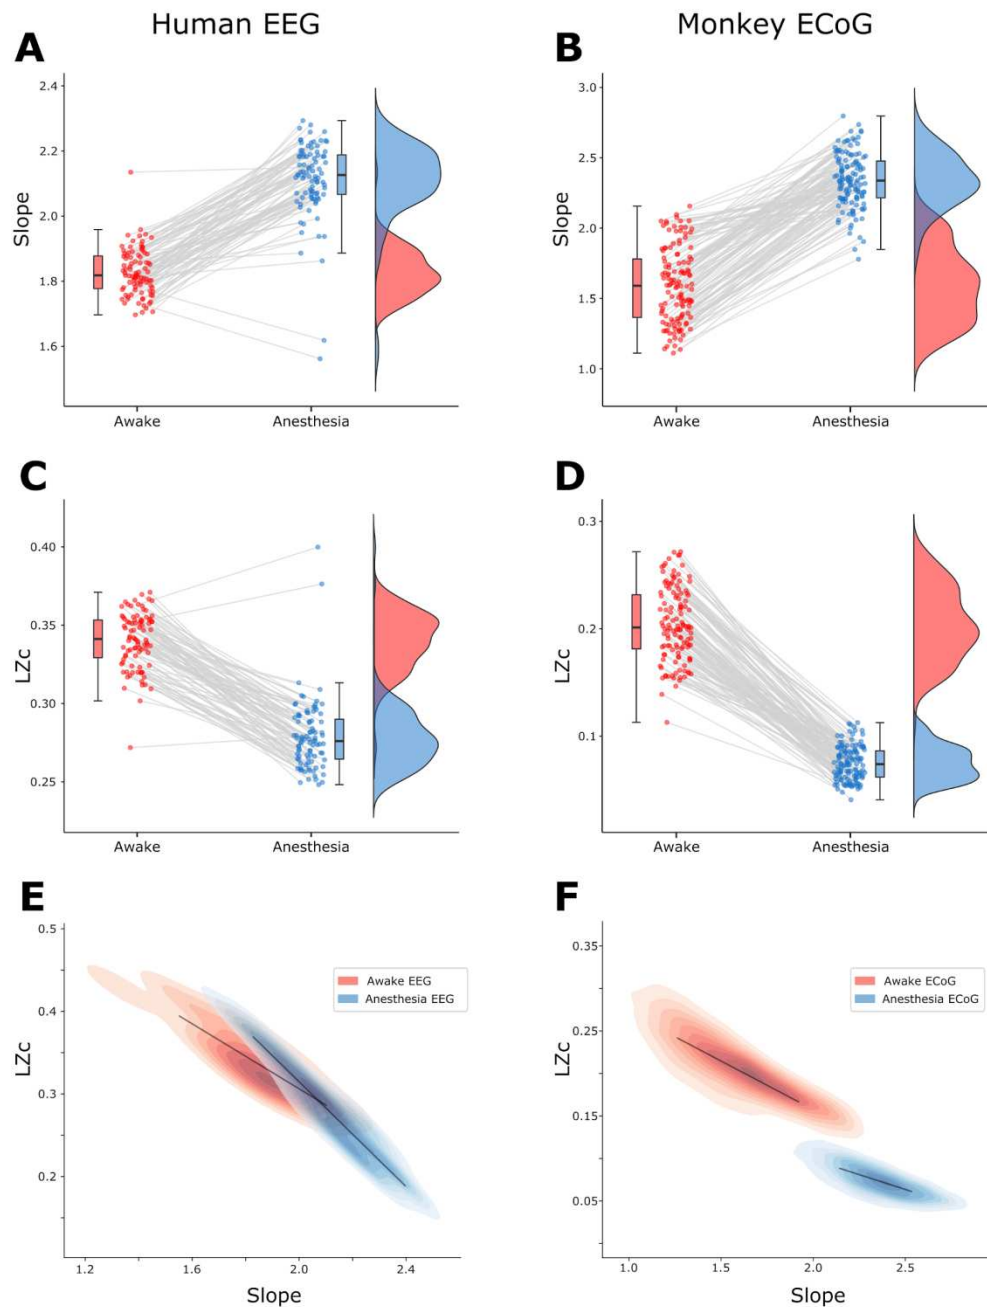 Human EEG
Monkey ECoG
A
B
2.4
2.2
2.0
1.8
1.6
Slope
Awake
Anesthesia
3.0
2.5
2.0
1.5
1.0
Slope
Awake
Anesthesia
C
D
0.40
0.35
0.30
0.25
LZc
Awake
Anesthesia
0.3
0.2
0.1
LZc
Awake
Anesthesia
E
F
0.5
0.4
0.3
0.2
LZc
Awake EEG
Anesthesia EEG
1.2
1.6
2.0
2.4
Slope
0.35
0.25
0.15
0.05
LZc
Awake ECoG
Anesthesia ECoG
1.0
1.5
2.0
2.5
Slope